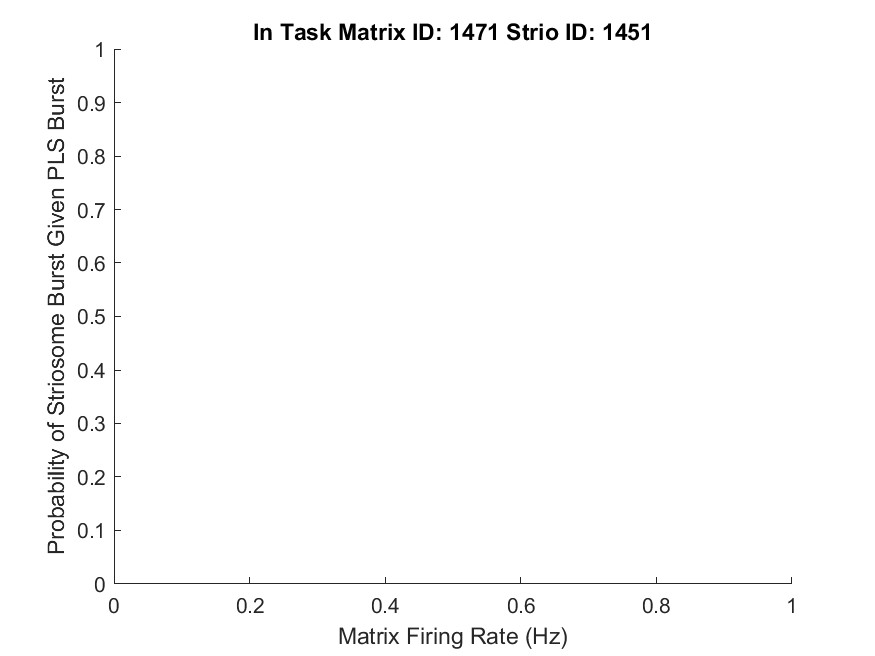 In Task Matrix ID: 1471 Strio ID: 1451
Probability of Striosome Burst Given PLS Burst
1
0.9
0.8
0.7
0.6
0.5
0.4
0.3
0.2
0.1
0
0 0.2 0.4 0.6 0.8 1
Matrix Firing Rate (Hz)